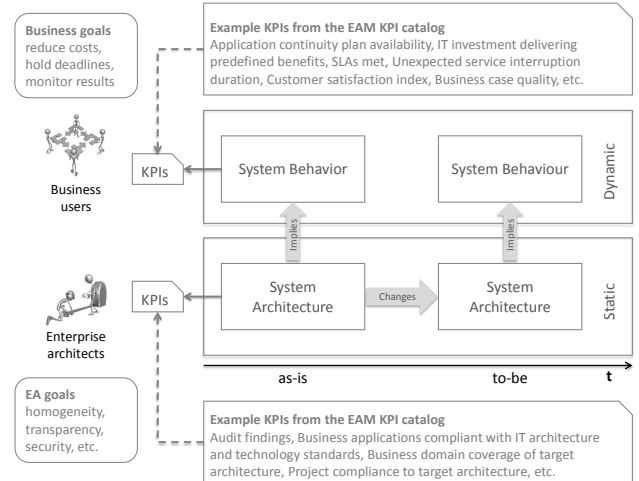 Business goals
reduce costs,
hold deadlines,
monitor results
Example KPIs from the EAM KPI catalog
Application continuity plan availability, IT investment delivering
predefined benefits, SLAs met, Unexpected service interruption
duration, Customer satisfaction index, Business case quality, etc.
Business
users
KPIs
System Behavior
System Behaviour
Dynamic
Implies
Implies
Enterprise
architects
KPIs
System
Architecture
Changes
System
Architecture
Static
as-is
to-be
t
EA goals
homogeneity,
transparency,
security, etc.
Example KPIs from the EAM KPI catalog
Audit findings, Business applications compliant with IT architecture
and technology standards, Business domain coverage of target
architecture, Project compliance to target architecture, etc.